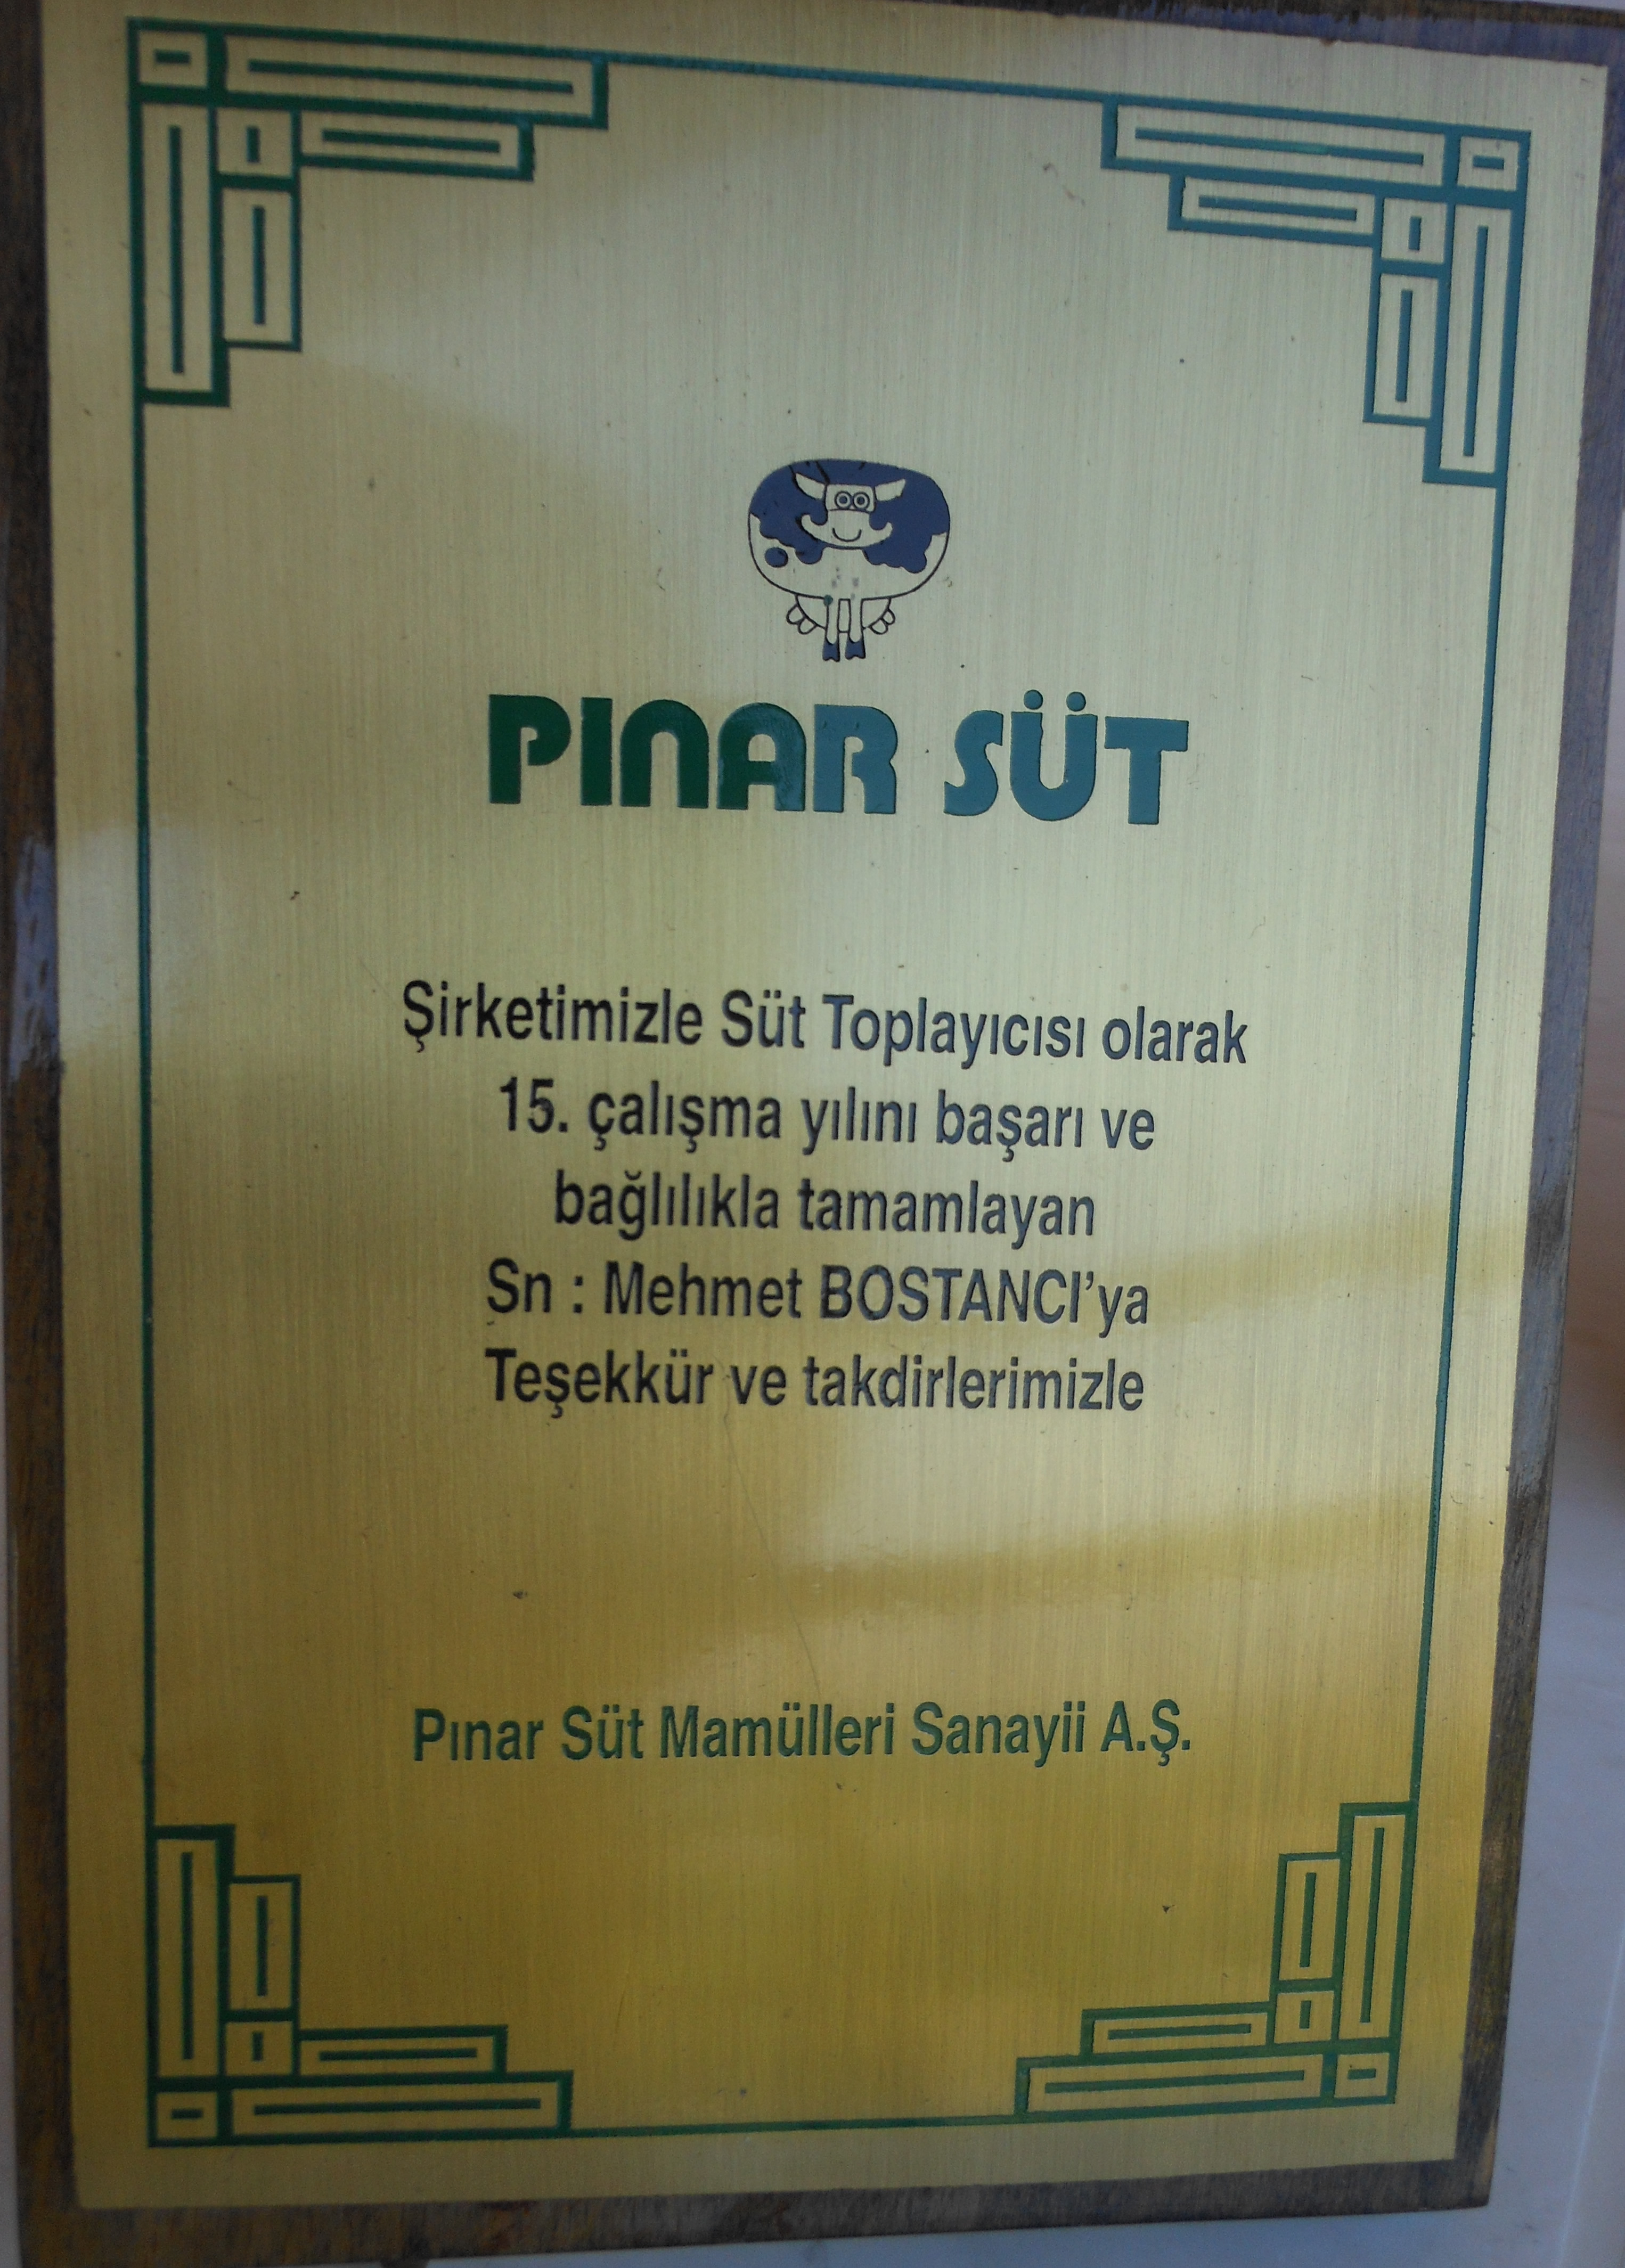 PINAR SÜT
Şirketimizle Süt Toplayıcısı olarak
15. çalışma yılını başarı ve
bağlılıkla tamamlayan
Sn : Mehmet BOSTANCI'ya
Teşekkür ve takdirlerimizle
Pınar Süt Mamülleri Sanayii A.Ş.